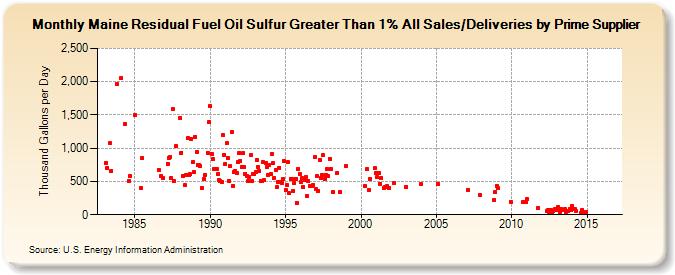 Monthly Maine Residual Fuel Oil Sulfur Greater Than 1% All Sales/Deliveries by Prime Supplier
Thousand Gallons per Day
2,500
2,000
1,500
1,000
500
0
1985 1990 1995 2000 2005 2010 2015
Source: U.S. Energy Information Administration